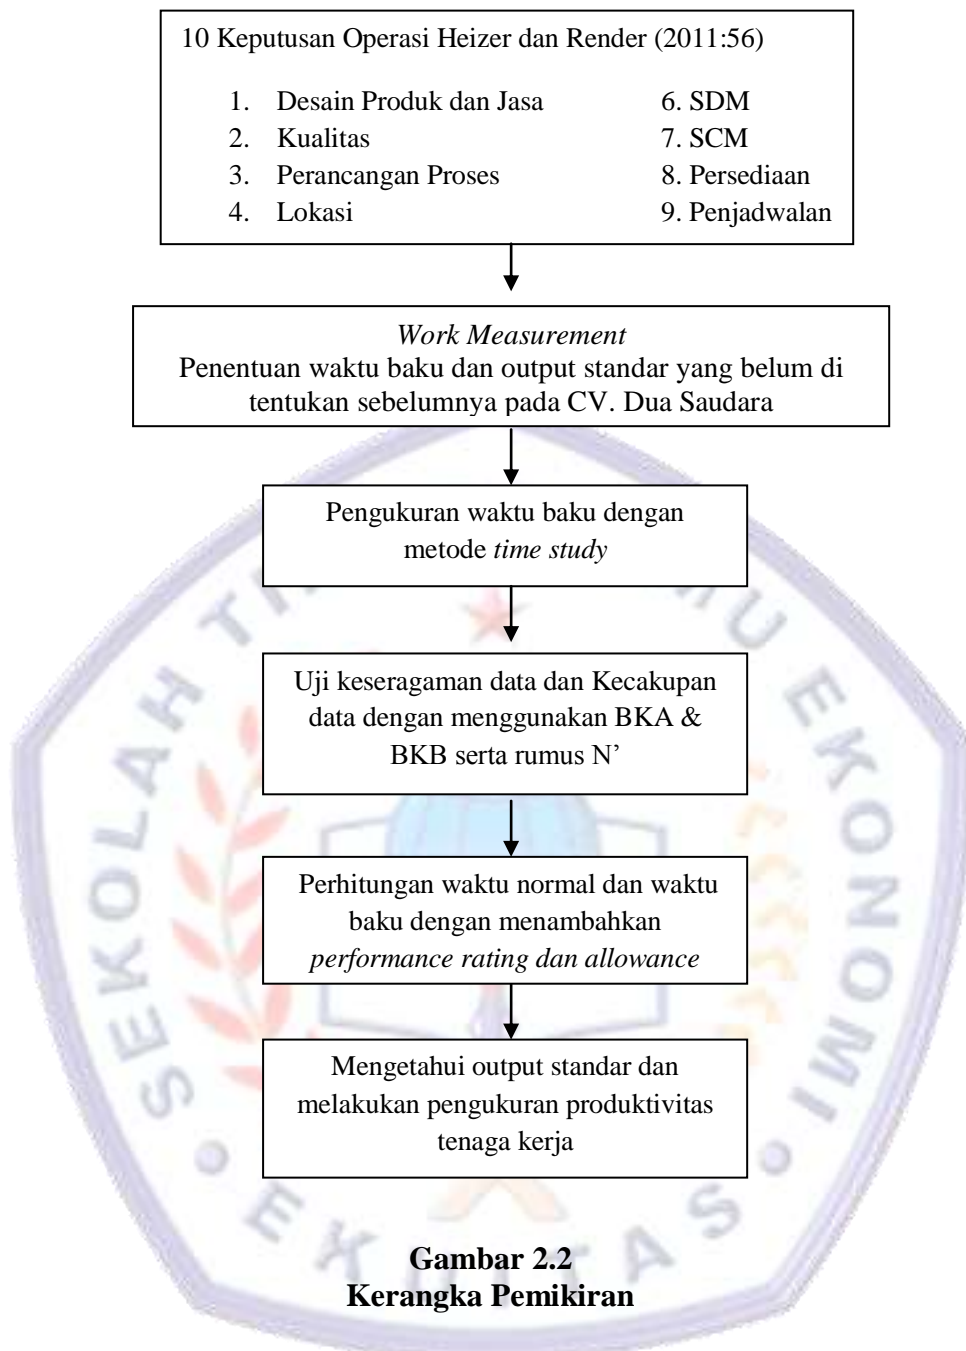 10 Keputusan Operasi Heizer dan Render (2011:56)
1. Desain Produk dan Jasa 6. SDM
2. Kualitas 7. SCM
3. Perancangan Proses 8. Persediaan
4. Lokasi 9. Penjadwalan
Work Measurement
Penentuan waktu baku dan output standar yang belum di
tentukan sebelumnya pada CV. Dua Saudara
Pengukuran waktu baku dengan
metode time study
Uji keseragaman data dan Kecakupan
data dengan menggunakan BKA &
BKB serta rumus N’
Perhitungan waktu normal dan waktu
baku dengan menambahkan
performance rating dan allowance
Mengetahui output standar dan
melakukan pengukuran produktivitas
tenaga kerja
Gambar 2.2
Kerangka Pemikiran
SEKOLAH EKONOMI